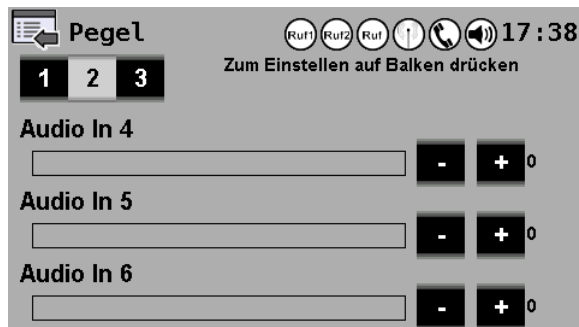 Pegel Ruf1 Ruf2 Ruf 17:38
1 2 3 Zum Einstellen auf Balken drücken
Audio In 4
- + 0
Audio In 5
- + 0
Audio In 6
- + 0